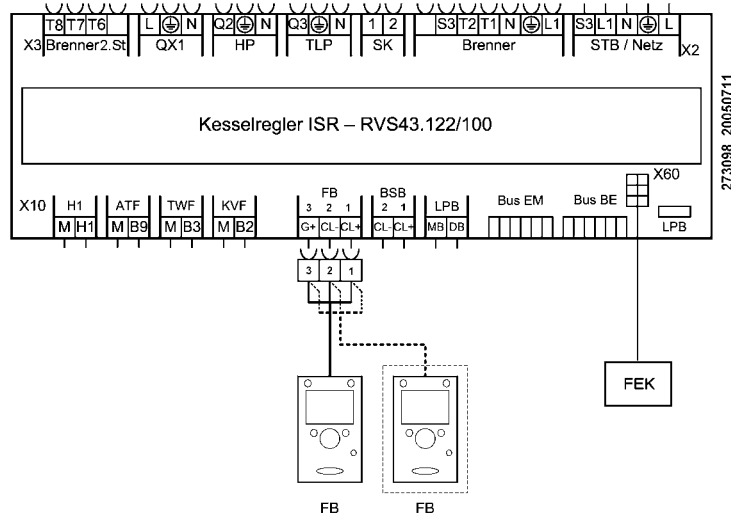 T8 T7 T6 L N Q2 N Q3 N 1 2 S3 T2 T1 N L1 S3 L1 N L
X3 Brenner2.St QX1 HP TLP SK Brenner STB / Netz X2
Kesselregler ISR – RVS43.122/100
273098_20050711
X60
X10 H1 ATF TWF KVF FB BSB LPB Bus EM Bus BE
3 2 1 2 1
M H1 M B9 M B3 M B2 G+ CL- CL+ CL- CL+ MB DB LPB
3 2 1
FEK
FB FB